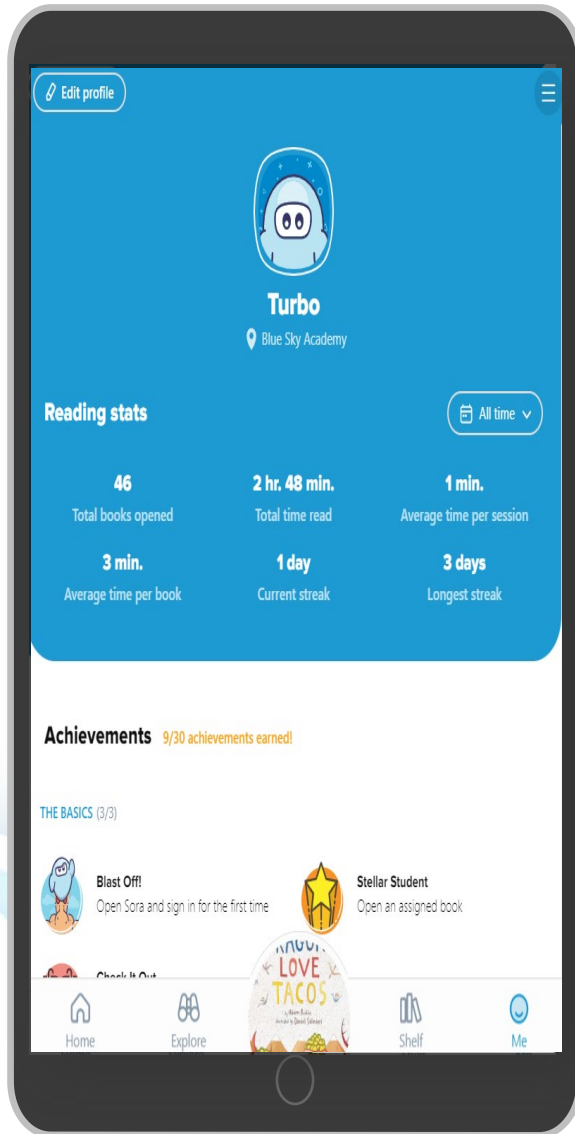 Edit profile
Turbo
Blue Sky Academy
Reading stats
All time
46
2 hr. 48 min.
1 min.
Total books opened
Total time read
Average time per session
3 min.
1 day
3 days
Average time per book
Current streak
Longest streak
Achievements 9/30 achievements earned!
THE BASICS (3/3)
Blast Off!
Stellar Student
Open Sora and sign in for the first time
Open an assigned book
Check It Out
LOVE
TACOS
Home
Explore
Shelf
Me